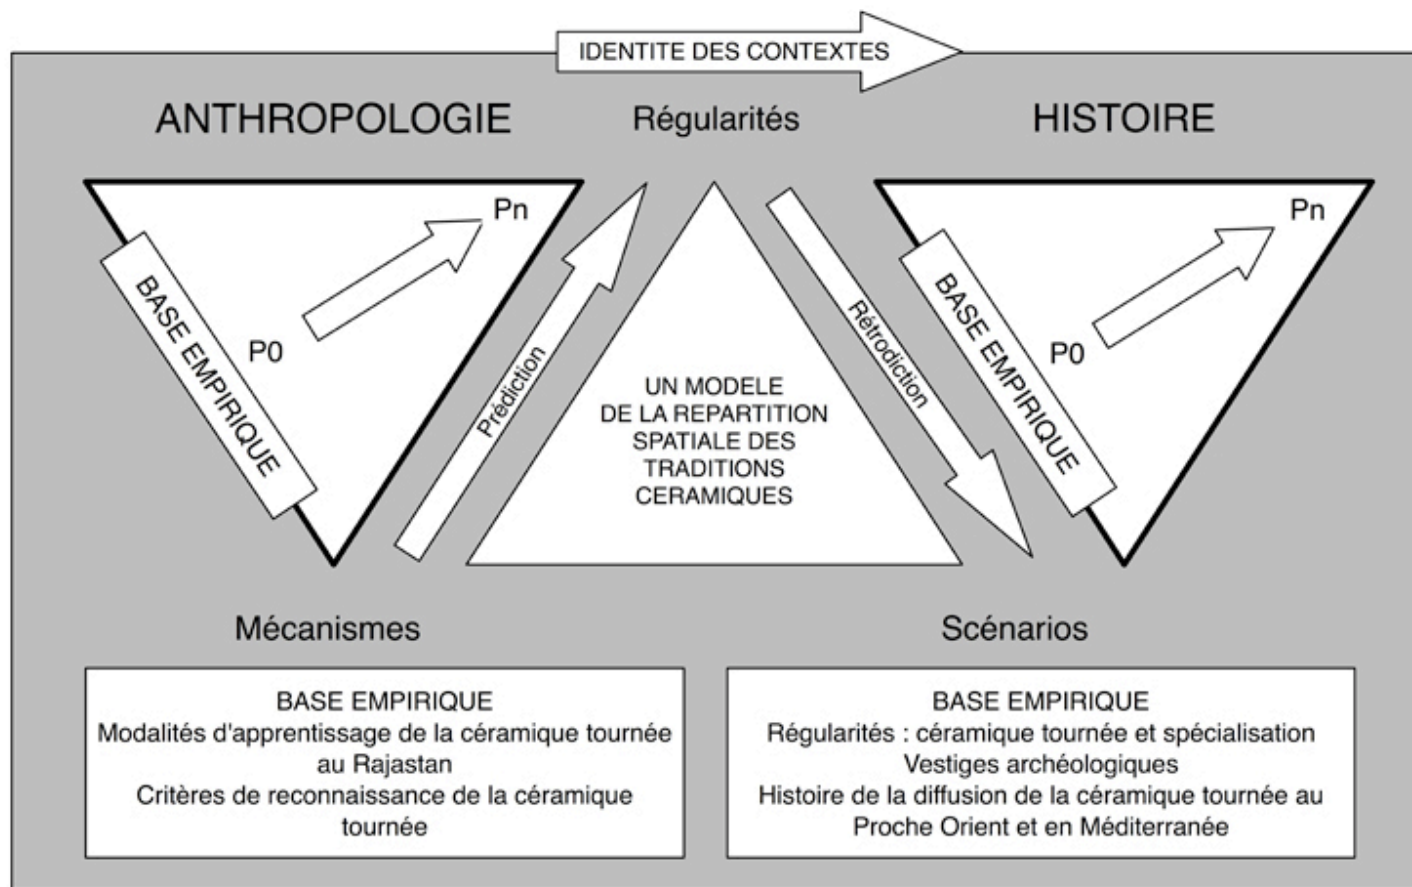 IDENTITE DES CONTEXTES
ANTHROPOLOGIE
Régularités
HISTOIRE
Pn
P0
BASE EMPIRIQUE
Prédiction
UN MODELE
DE LA REPARTITION
SPATIALE DES
TRADITIONS
CERAMIQUES
Rétrodiction
Pn
P0
BASE EMPIRIQUE
Mécanismes
Scénarios
BASE EMPIRIQUE
Modalités d'apprentissage de la céramique tournée
au Rajastan
Critères de reconnaissance de la céramique
tournée
BASE EMPIRIQUE
Régularités : céramique tournée et spécialisation
Vestiges archéologiques
Histoire de la diffusion de la céramique tournée au
Proche Orient et en Méditerranée